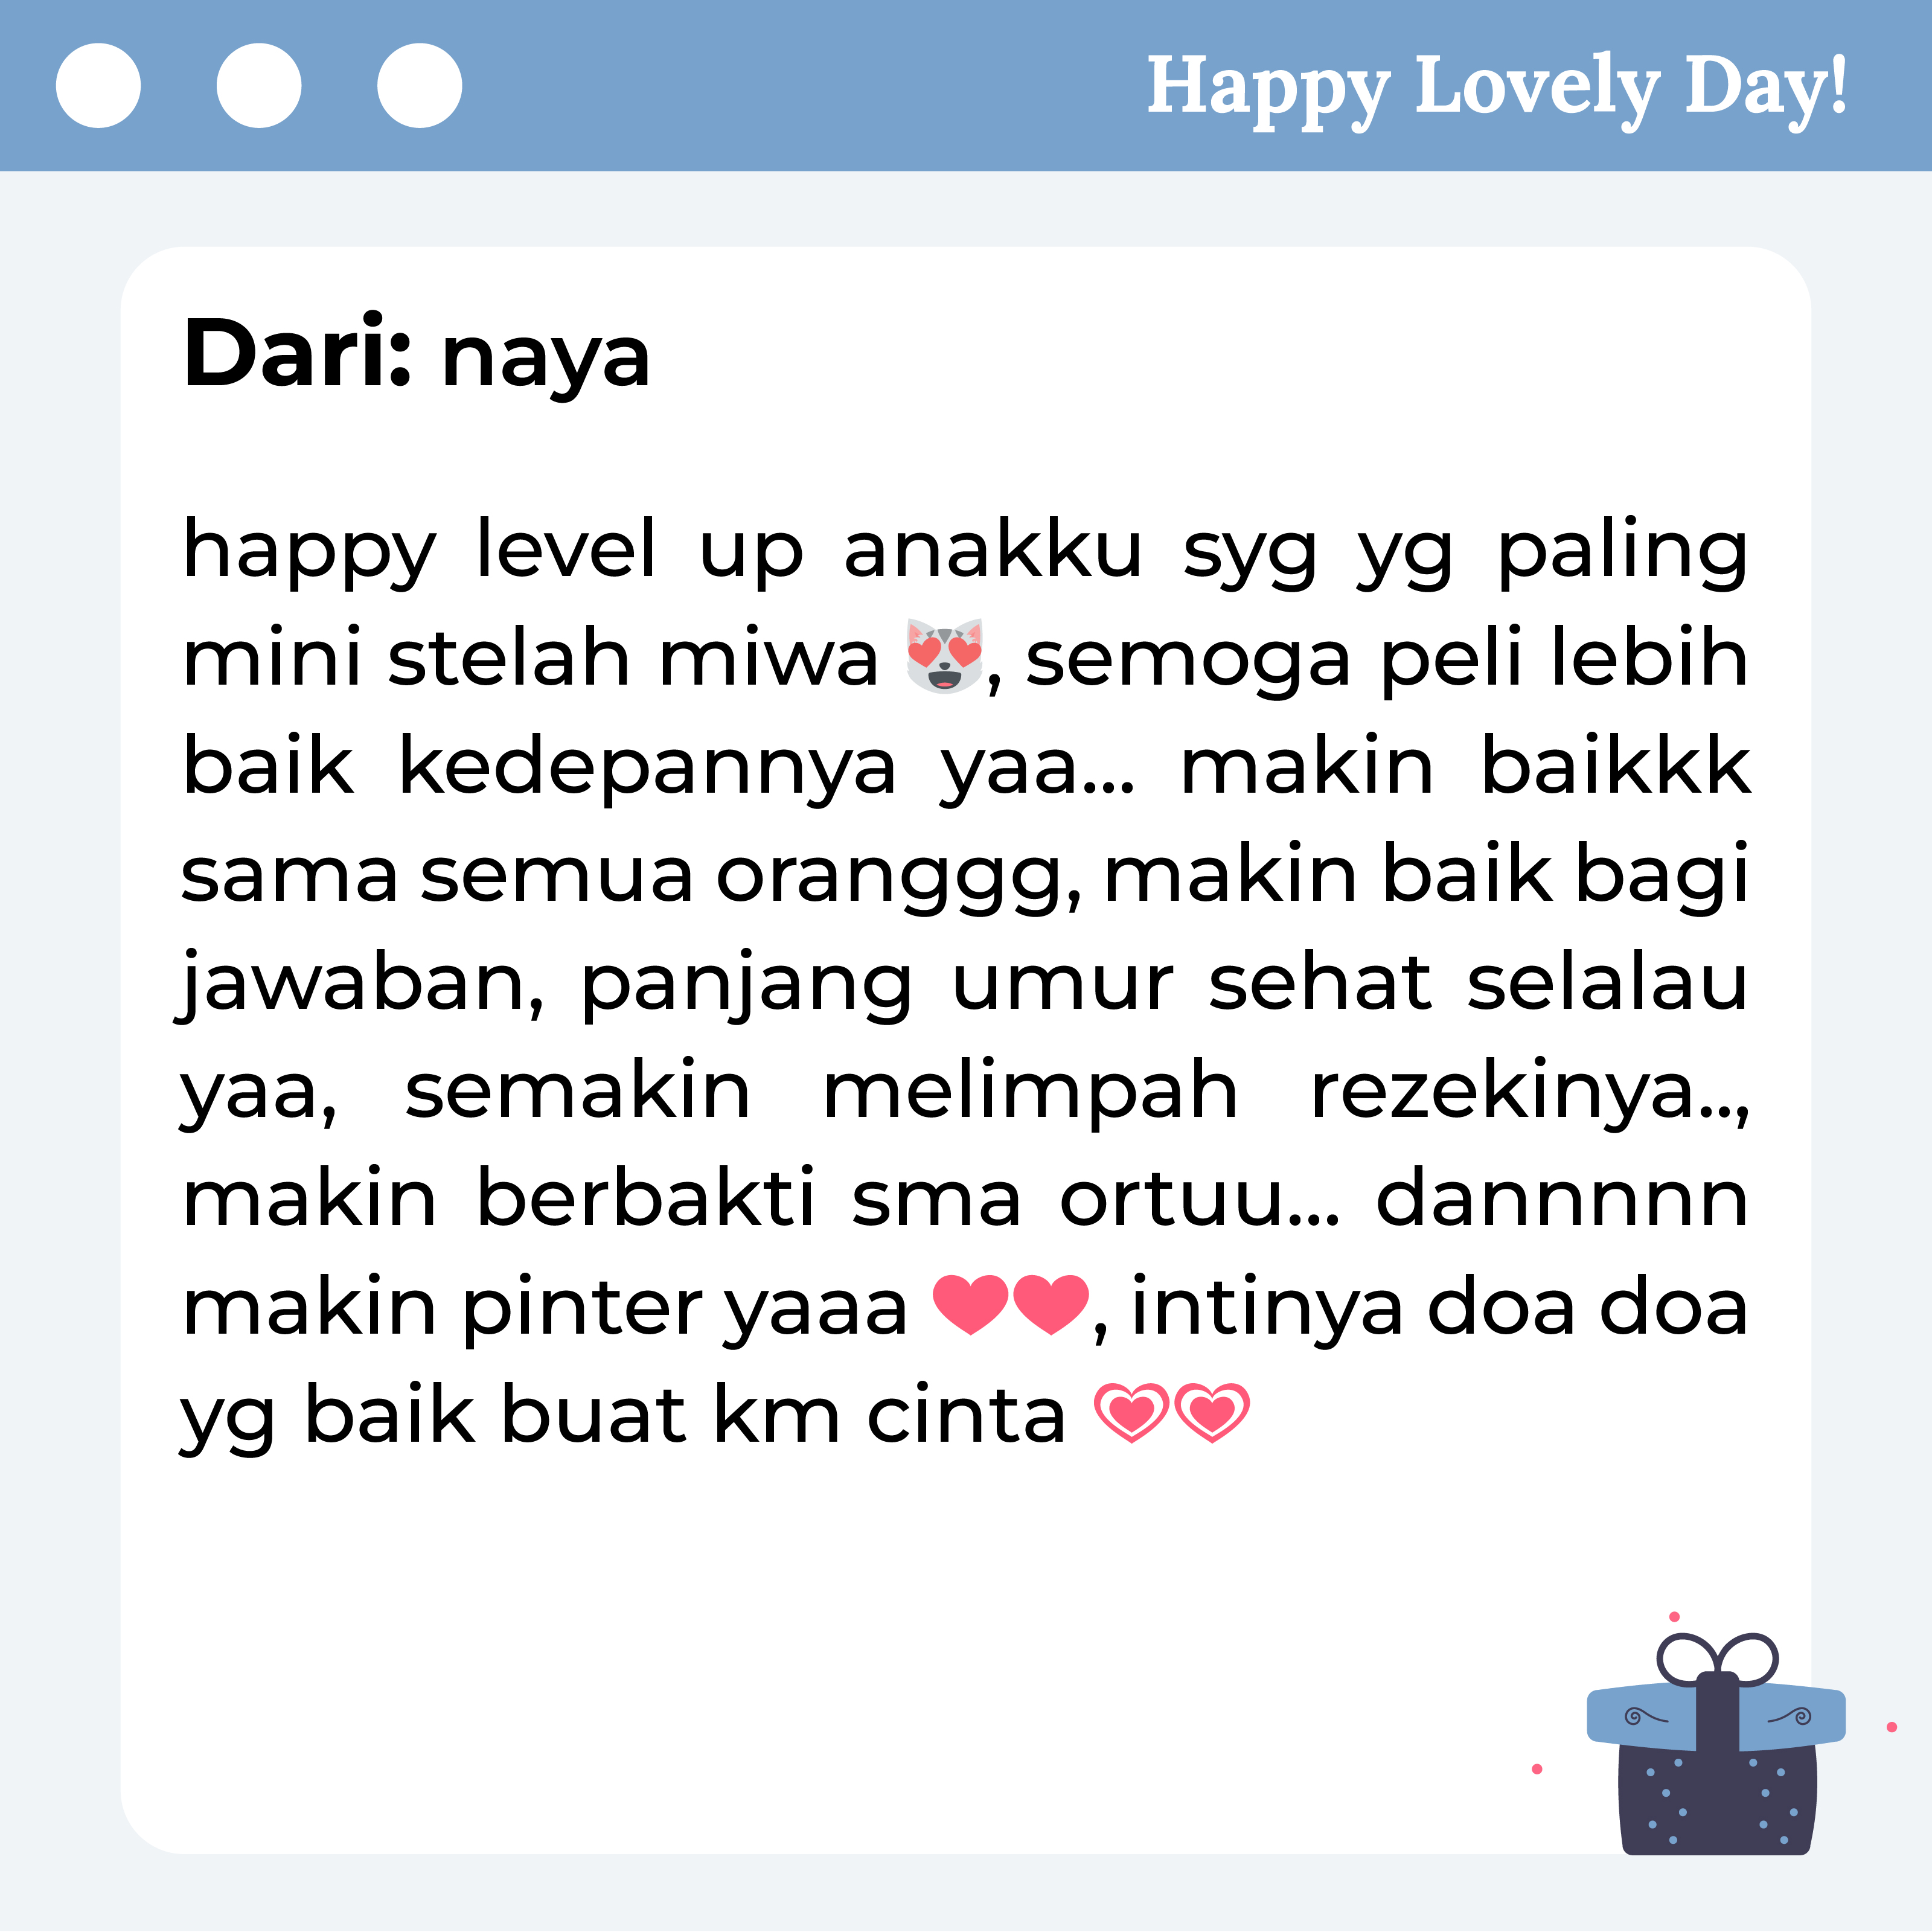 Happy Lovely Day!
Dari: naya
happy level up anakku syg yg paling
mini stelah miwa 😻, semoga peli lebih
baik kedepannya yaa... makin baikkk
sama semua oranggg, makin baik bagi
jawaban, panjang umur sehat selalau
yaa, semakin melimpah rezekinya..,
makin berbakti sma ortuu... dannnnn
makin pinter yaaa ❤❤, intinya doa doa
yg baik buat km cinta 💗💗